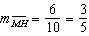 m_{\overline{MH}} = \frac{6}{10} = \frac{3}{5}